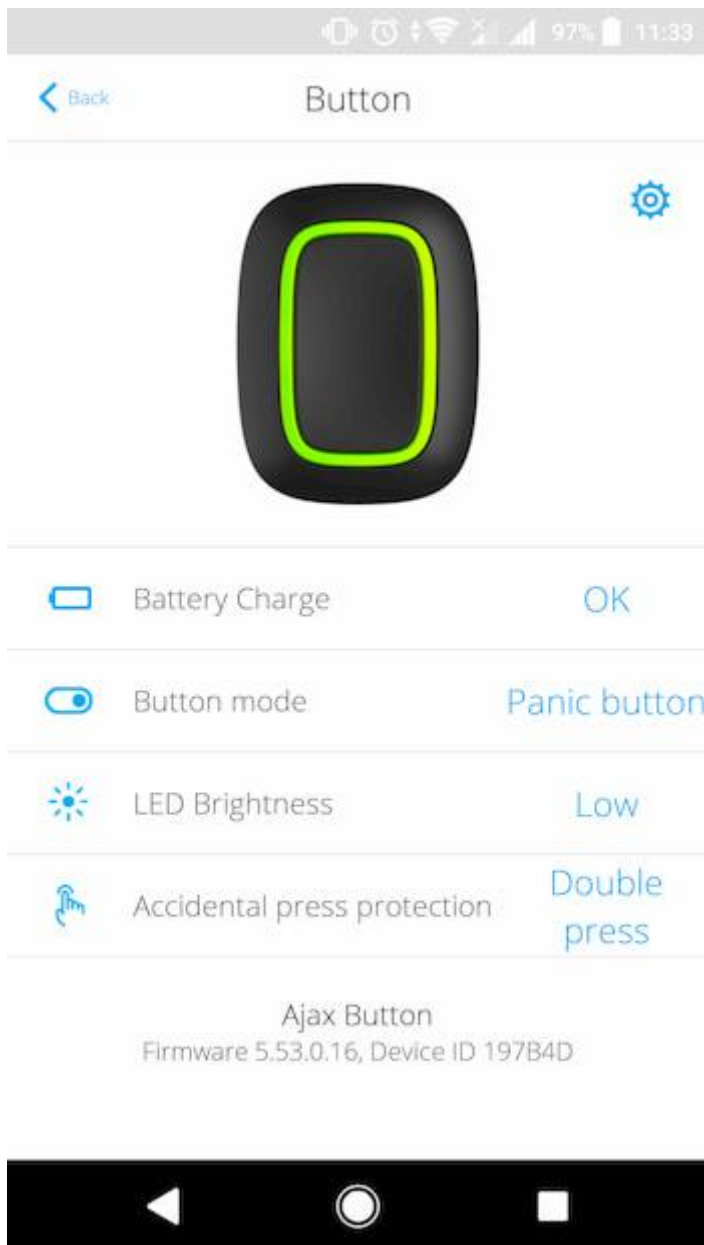 97% 11:33
Back
Button
Battery Charge OK
Button mode Panic button
LED Brightness Low
Accidental press protection Double
press
Ajax Button
Firmware 5.53.0.16, Device ID 197B4D